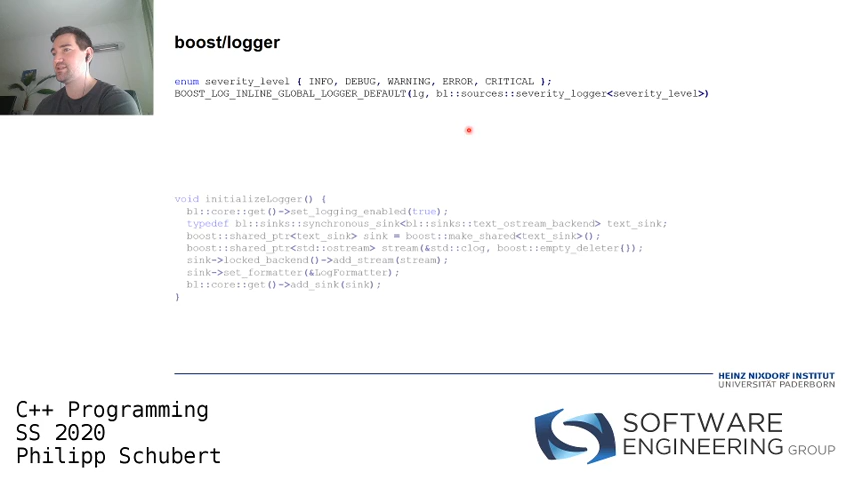 boost/logger
enum severity_level { INFO, DEBUG, WARNING, ERROR, CRITICAL };
BOOST_LOG_INLINE_GLOBAL_LOGGER_DEFAULT(lg, bl::sources::severity_logger<severity_level>)
void initializeLogger() {
  bl::core::get()->set_logging_enabled(true);
  typedef bl::sinks::synchronous_sink<bl::sinks::text_ostream_backend> text_sink;
  boost::shared_ptr<text_sink> sink = boost::make_shared<text_sink>();
  boost::shared_ptr<std::ostream> stream(&std::clog, boost::empty_deleter{});
  sink->locked_backend()->add_stream(stream);
  sink->set_formatter(&LogFormatter);
  bl::core::get()->add_sink(sink);
}
HEINZ NIXDORF INSTITUT
UNIVERSITÄT PADERBORN
C++ Programming
SS 2020
Philipp Schubert
SOFTWARE
ENGINEERING GROUP